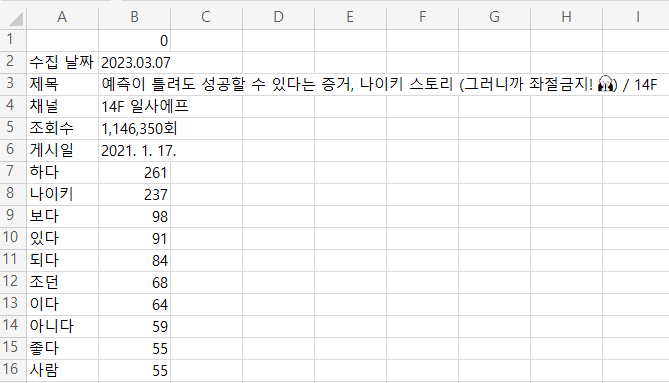 A B C D E F G H I
1 0
2 수집 날짜 2023.03.07
3 제목 예측이 틀려도 성공할 수 있다는 증거, 나이키 스토리 (그러니까 좌절금지! 🎧) / 14F
4 채널 14F 일사에프
5 조회수 1,146,350회
6 게시일 2021. 1. 17.
7 하다 261
8 나이키 237
9 보다 98
10 있다 91
11 되다 84
12 조던 68
13 이다 64
14 아니다 59
15 좋다 55
16 사람 55